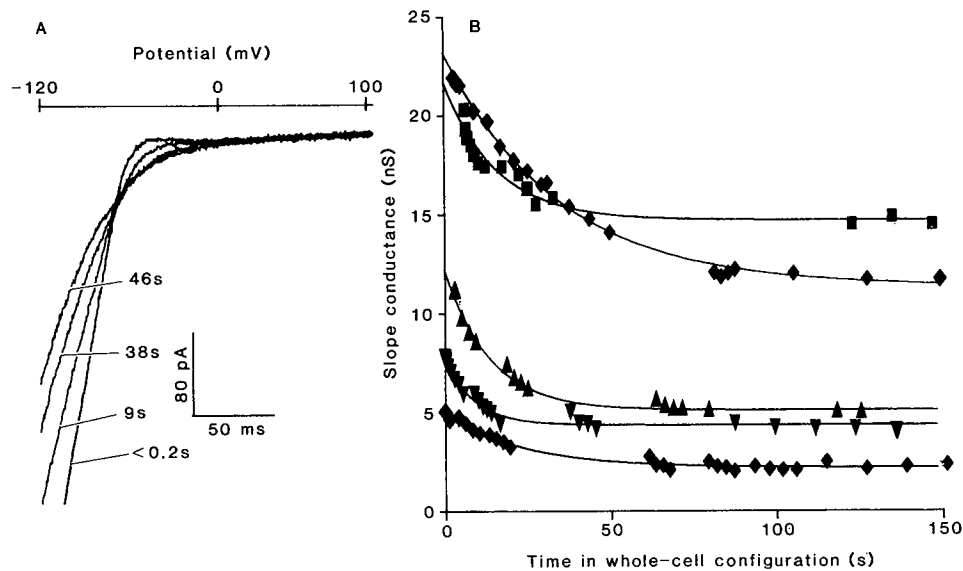 A
Potential (mV)
-120 0 100
46s
38s
9s
<0.2s
80 pA
50 ms
B
Slope conductance (nS)
25
20
15
10
5
0
0 50 100 150
Time in whole-cell configuration (s)